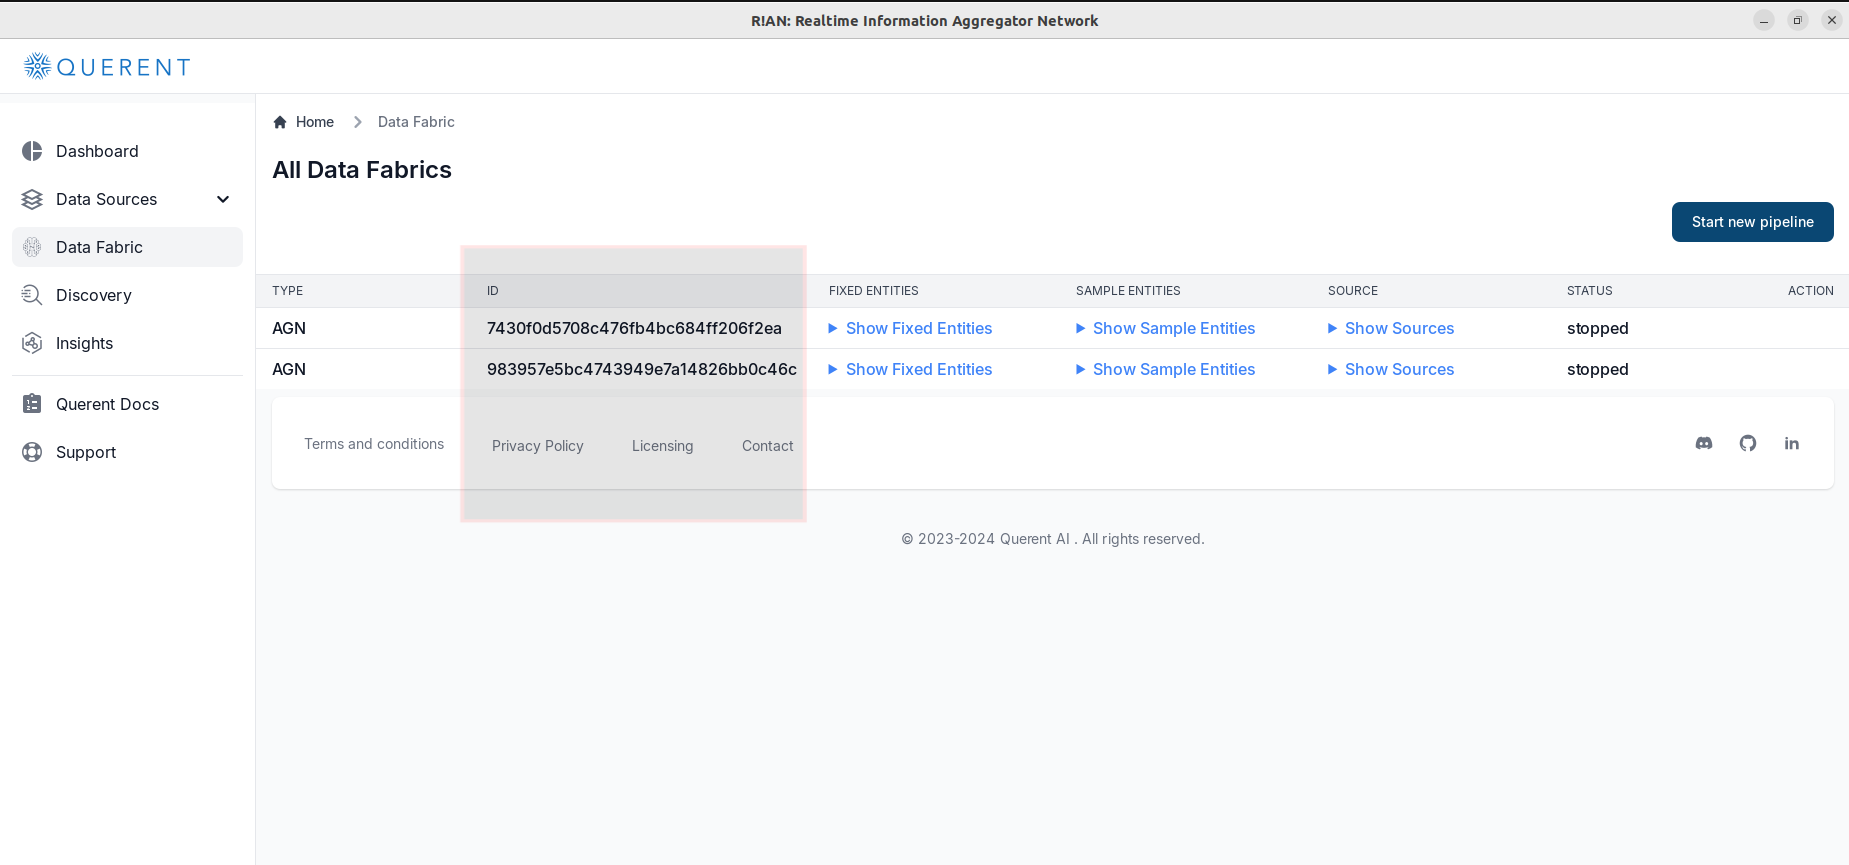 R!AN: Realtime Information Aggregator Network
QUERENT
Home
Data Fabric
Dashboard
Data Sources
Data Fabric
Discovery
Insights
Querent Docs
Support
All Data Fabrics
Start new pipeline
TYPE ID FIXED ENTITIES SAMPLE ENTITIES SOURCE STATUS ACTION
AGN 7430f0d5708c476fb4bc684ff206f2ea Show Fixed Entities Show Sample Entities Show Sources stopped
AGN 983957e5bc4743949e7a14826bb0c46c Show Fixed Entities Show Sample Entities Show Sources stopped
Terms and conditions Privacy Policy Licensing Contact
© 2023-2024 Querent AI . All rights reserved.